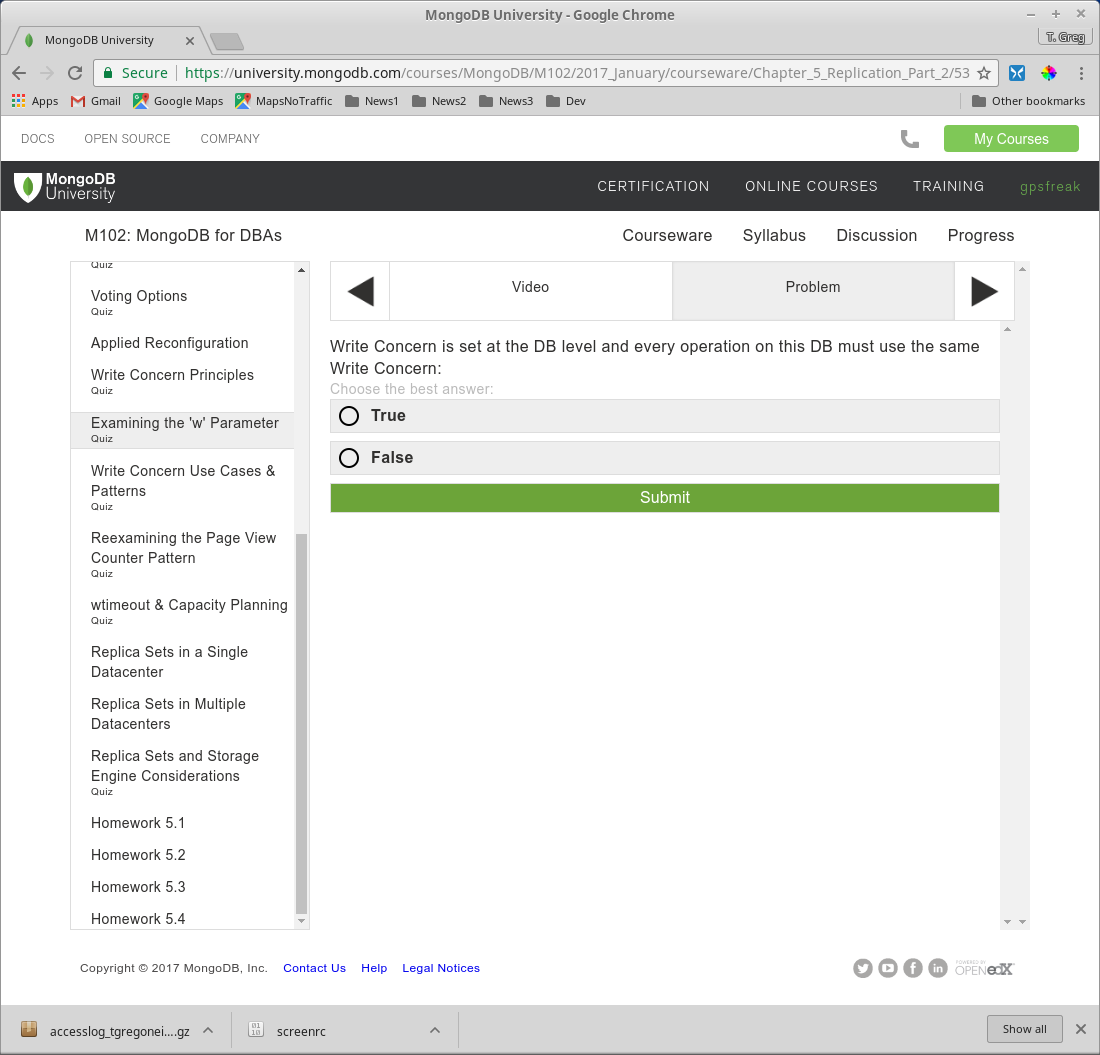 MongoDB University - Google Chrome
MongoDB University
T. Greg
Secure https://university.mongodb.com/courses/MongoDB/M102/2017_January/courseware/Chapter_5_Replication_Part_2/53
Apps Gmail Google Maps MapsNoTraffic News1 News2 News3 Dev Other bookmarks
DOCS OPEN SOURCE COMPANY My Courses
MongoDB University CERTIFICATION ONLINE COURSES TRAINING gpsfreak
M102: MongoDB for DBAs Courseware Syllabus Discussion Progress
Quiz
Voting Options
Quiz
Applied Reconfiguration
Write Concern Principles
Quiz
Examining the 'w' Parameter
Quiz
Write Concern Use Cases &
Patterns
Quiz
Reexamining the Page View
Counter Pattern
Quiz
wtimeout & Capacity Planning
Quiz
Replica Sets in a Single
Datacenter
Replica Sets in Multiple
Datacenters
Replica Sets and Storage
Engine Considerations
Quiz
Homework 5.1
Homework 5.2
Homework 5.3
Homework 5.4
Video Problem
Write Concern is set at the DB level and every operation on this DB must use the same
Write Concern:
Choose the best answer:
True
False
Submit
Copyright © 2017 MongoDB, Inc. Contact Us Help Legal Notices
POWERED BY
OPEN edX
accesslog_tgregonei....gz screenrc Show all